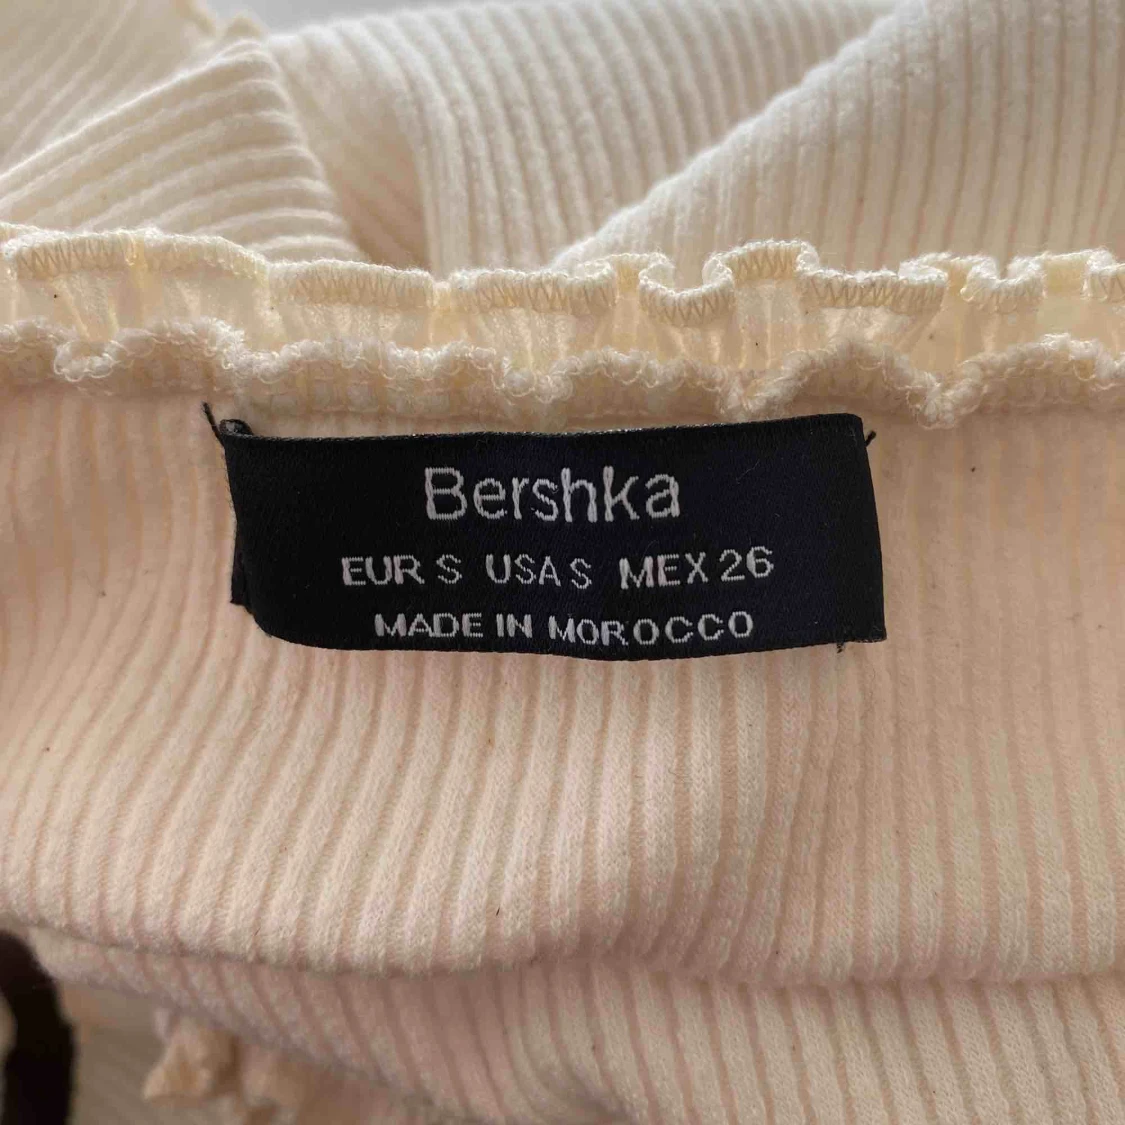 Bershka
EUR S USA S MEX 26
MADE IN MOROCCO